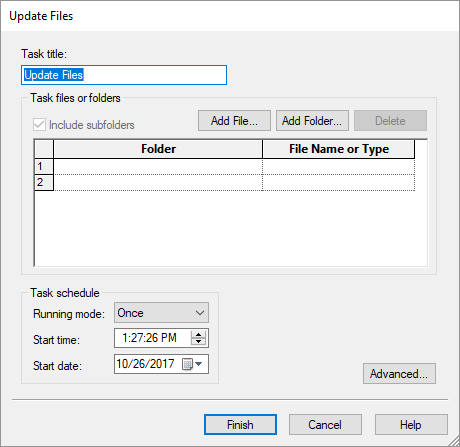 Update Files
Task title:
Update Files
Task files or folders
Include subfolders
Add File...
Add Folder...
Delete
Folder
File Name or Type
1
2
Task schedule
Running mode:
Once
Start time:
1:27:26 PM
Start date:
10/26/2017
Advanced...
Finish
Cancel
Help